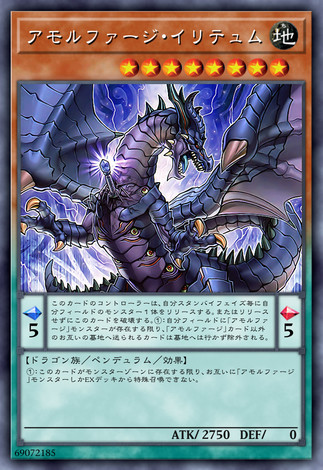 アモルファージ・イリテュム
地
このカードのコントローラーは、自分スタンバイフェイズ毎に自
分フィールドのモンスター１体をリリースする。またはリリー
スせずにこのカードを破壊する。①：自分フィールドに「アモルファ
ージ」モンスターが存在する限り、「アモルファージ」カード以外
のお互いの墓地へ送られるカードは墓地へは行かず除外される。
5
5
【ドラゴン族／ペンデュラム／効果】
①：このカードがモンスターゾーンに存在する限り、お互いに「アモルファ
ージ」モンスターしかEXデッキから特殊召喚できない。
ATK/ 2750 DEF/ 0
69072185